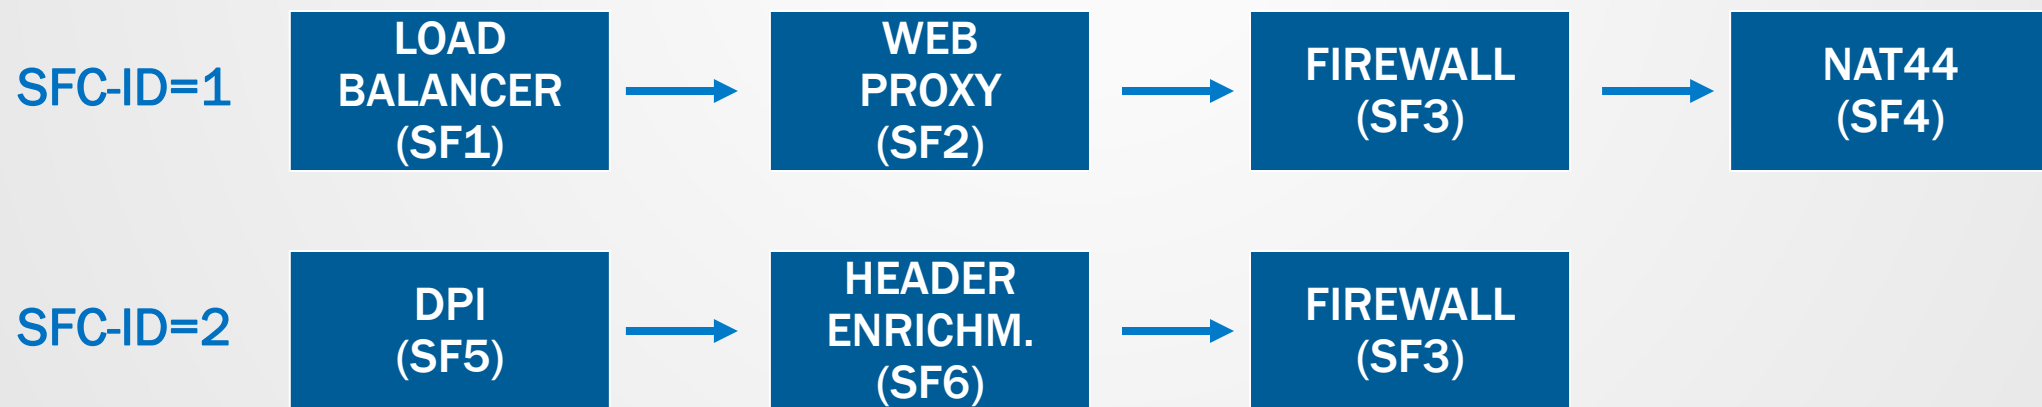 SFC-ID=1
LOAD
BALANCER
(SF1)
WEB
PROXY
(SF2)
FIREWALL
(SF3)
NAT44
(SF4)
SFC-ID=2
DPI
(SF5)
HEADER
ENRICHM.
(SF6)
FIREWALL
(SF3)